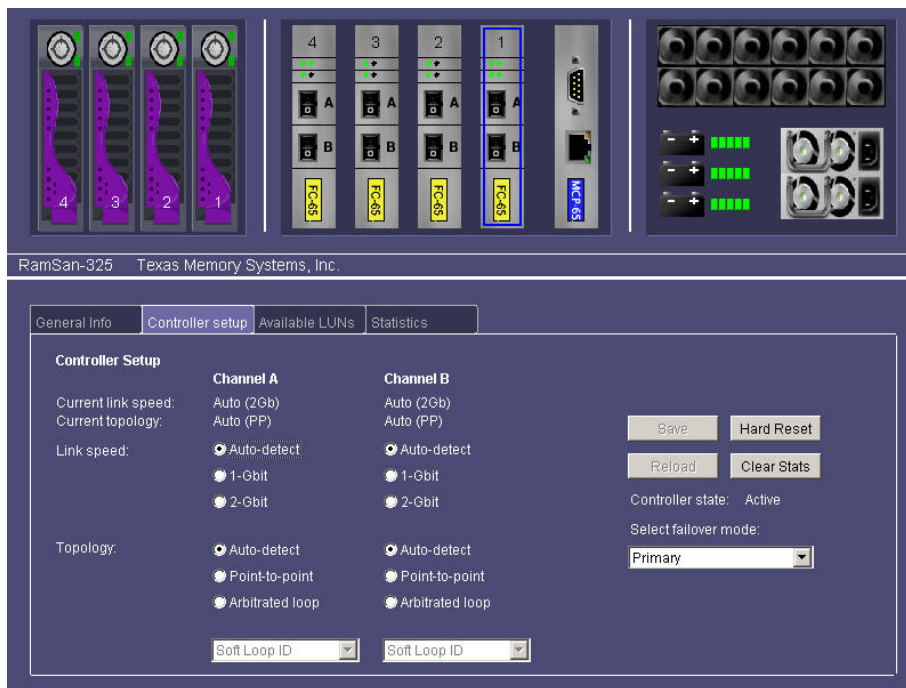 4 3 2 1
4 3 2 1
A A A A
B B B B
FC-65 FC-65 FC-65 FC-65 MCP-65
RamSan-325 Texas Memory Systems, Inc.
General Info Controller setup Available LUNs Statistics
Controller Setup
Channel A Channel B
Current link speed: Auto (2Gb) Auto (2Gb)
Current topology: Auto (PP) Auto (PP)
Link speed: Auto-detect Auto-detect
1-Gbit 1-Gbit
2-Gbit 2-Gbit
Topology: Auto-detect Auto-detect
Point-to-point Point-to-point
Arbitrated loop Arbitrated loop
Soft Loop ID Soft Loop ID
Save Hard Reset
Reload Clear Stats
Controller state: Active
Select failover mode:
Primary